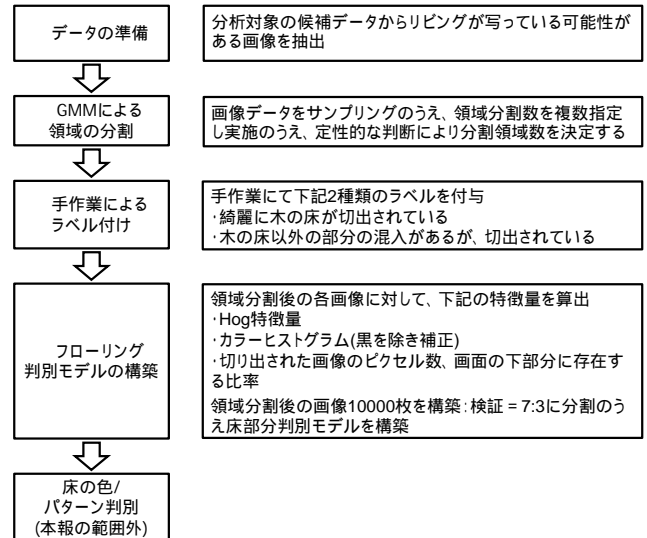 データの準備
分析対象の候補データからリビングが写っている可能性が
ある画像を抽出
GMMによる
領域の分割
画像データをサンプリングのうえ、領域分割数を複数指定
し実施のうえ、定性的な判断により分割領域数を決定する
手作業による
ラベル付け
手作業にて下記2種類のラベルを付与
・綺麗に木の床が切出されている
・木の床以外の部分の混入があるが、切出されている
フローリング
判別モデルの構築
領域分割後の各画像に対して、下記の特徴量を算出
・Hog特徴量
・カラーヒストグラム(黒を除き補正)
・切り出された画像のピクセル数、画面の下部分に存在す
る比率
領域分割後の画像10000枚を構築:検証 = 7:3に分割のう
え床部分判別モデルを構築
床の色/
パターン判別
(本報の範囲外)